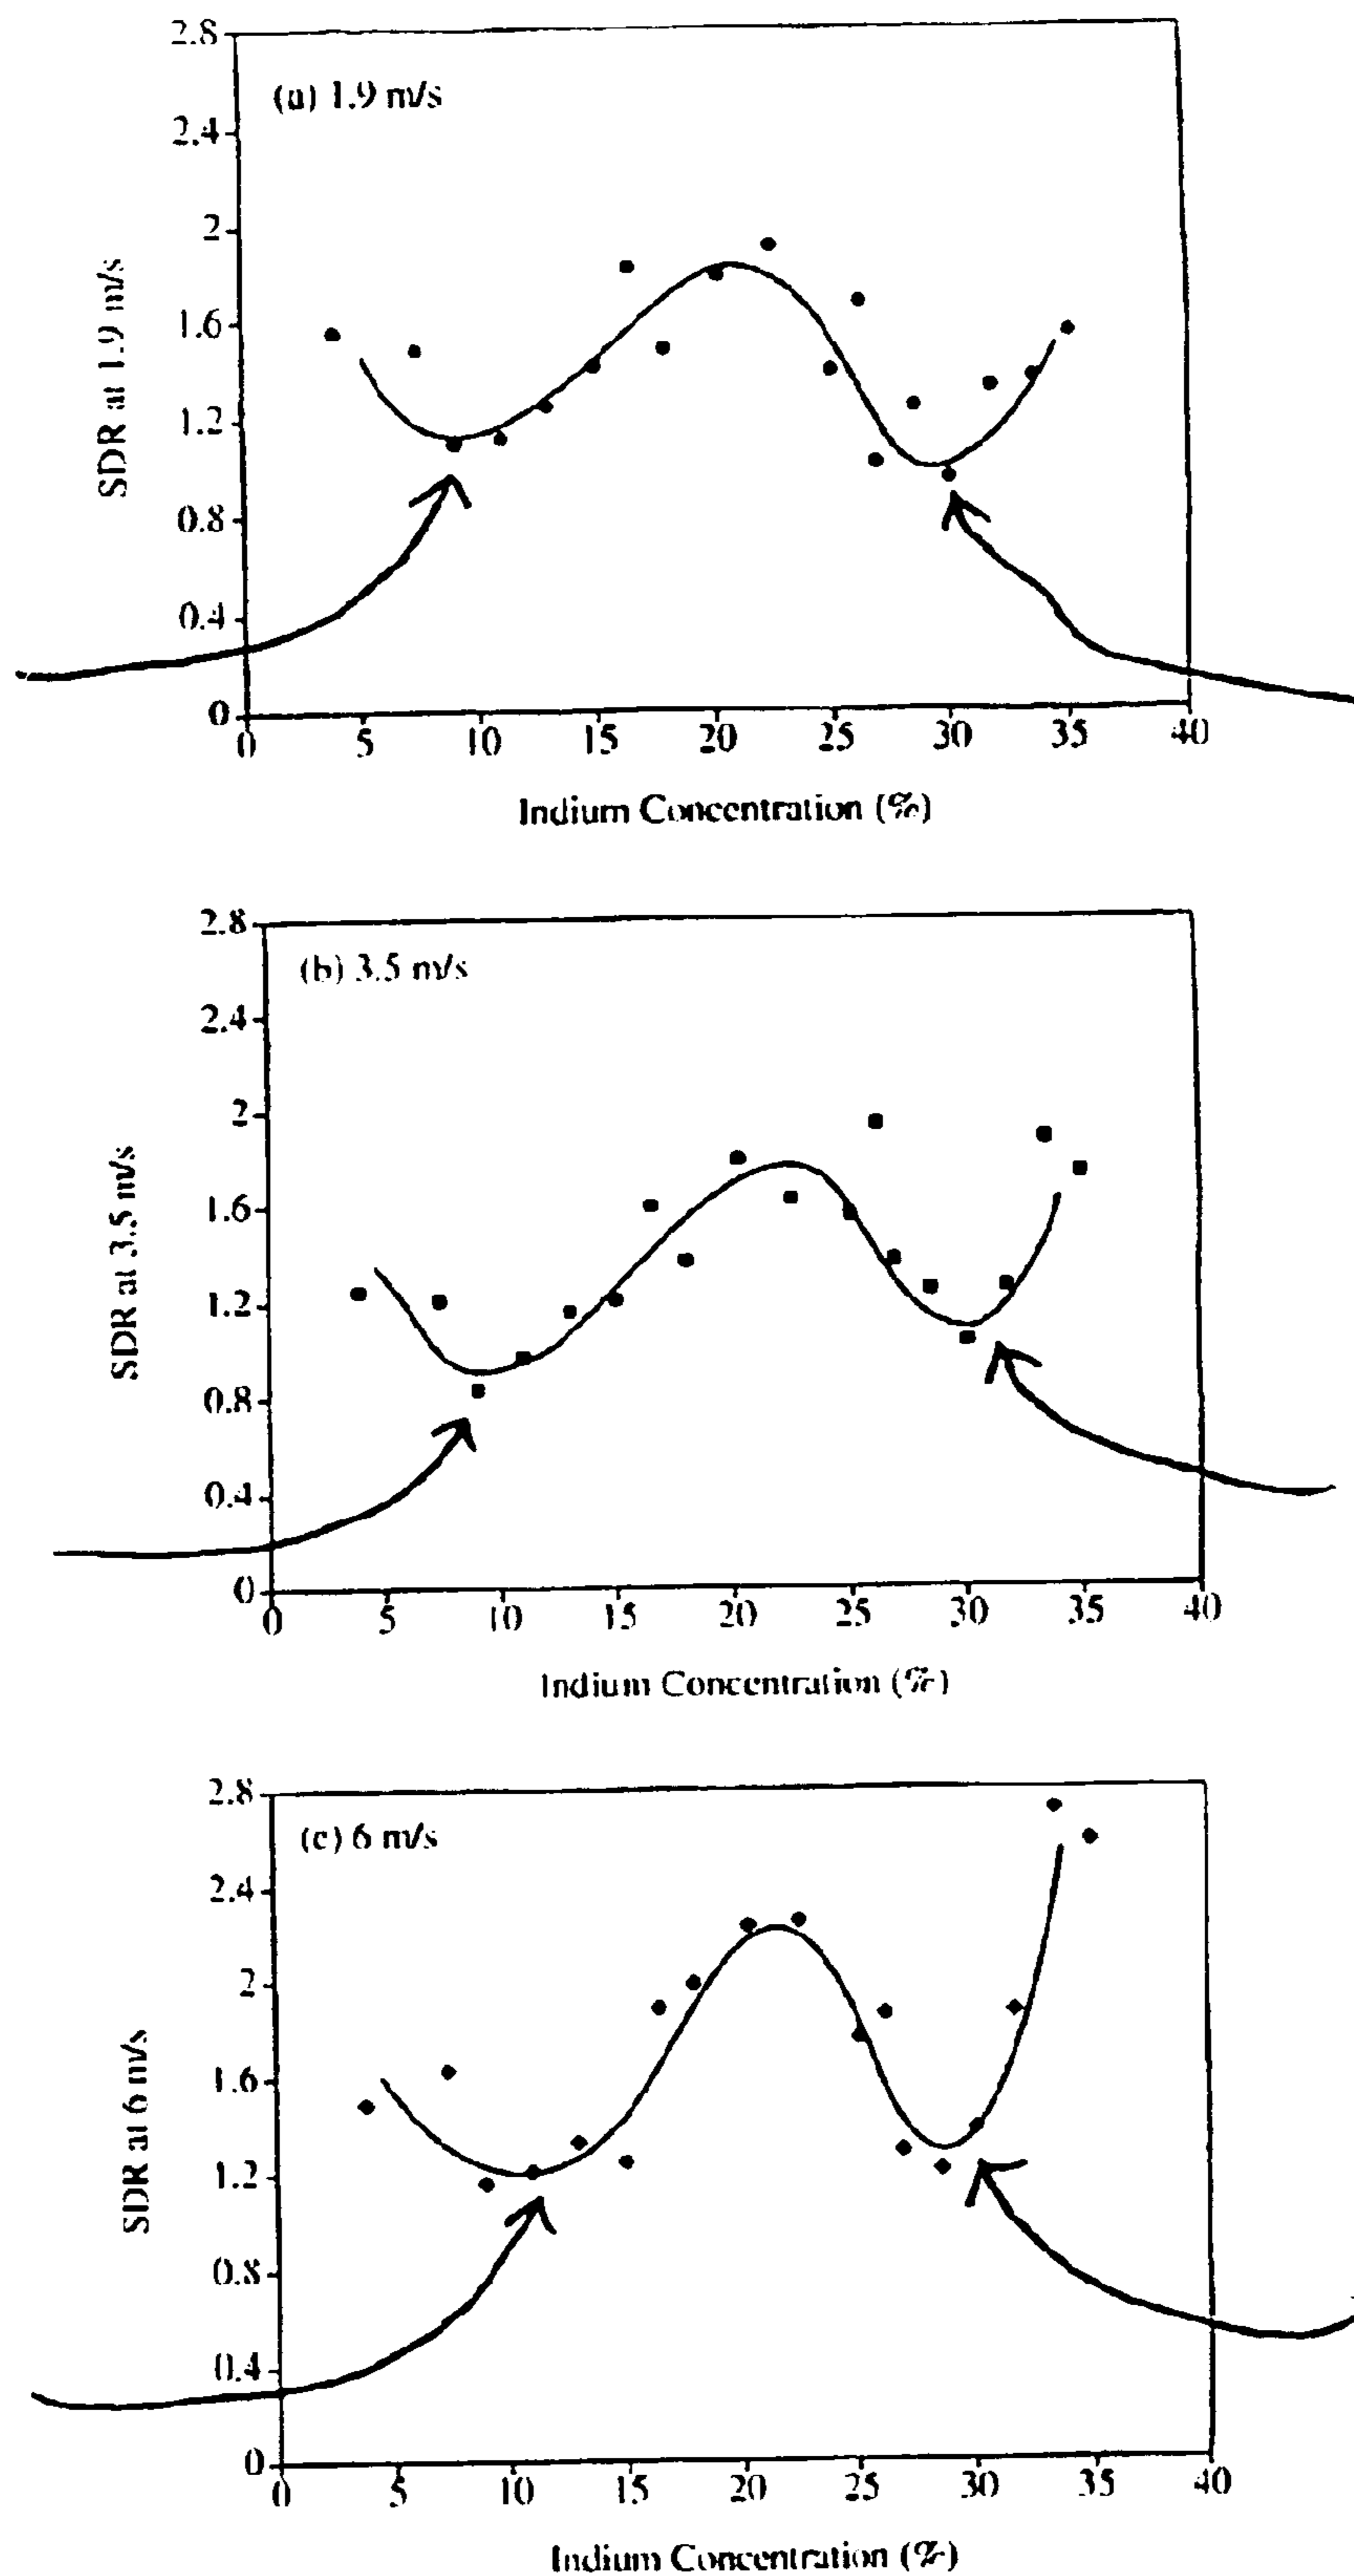 2.8
(a) 1.9 m/s
2.4
2
1.6
1.2
0.8
0.4
0
SDR at 1.9 m/s
0 5 10 15 20 25 30 35 40
Indium Concentration (%)
2.8
(b) 3.5 m/s
2.4
2
1.6
1.2
0.8
0.4
0
SDR at 3.5 m/s
0 5 10 15 20 25 30 35 40
Indium Concentration (%)
2.8
(c) 6 m/s
2.4
2
1.6
1.2
0.8
0.4
0
SDR at 6 m/s
0 5 10 15 20 25 30 35 40
Indium Concentration (%)